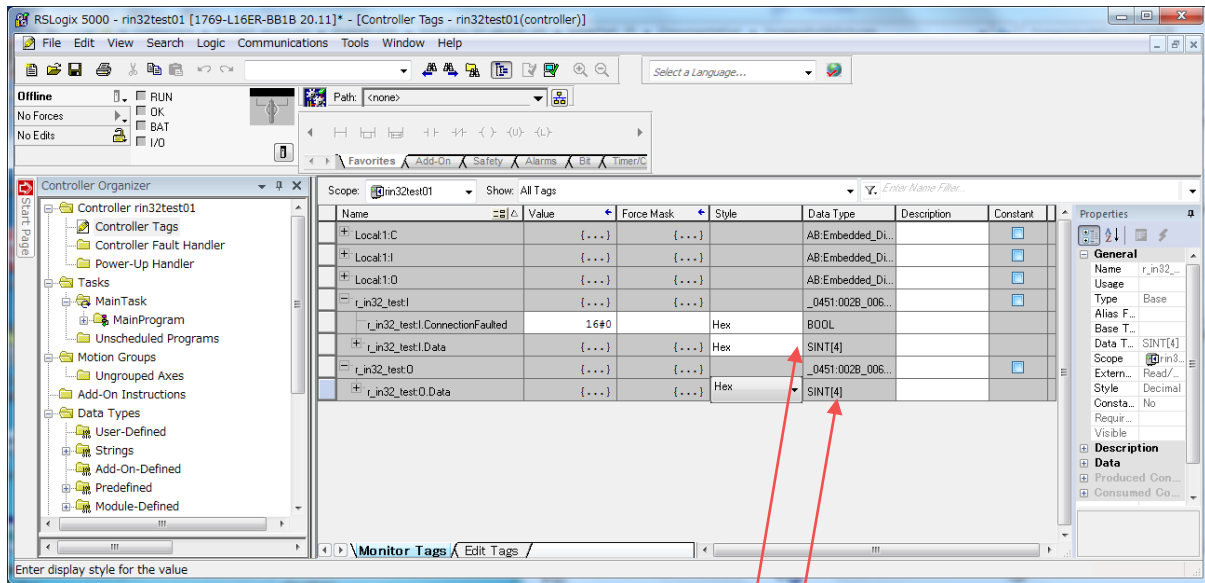 RSLogix 5000 - rin32test01 [1769-L16ER-BB1B 20.11]* - [Controller Tags - rin32test01(controller)]
File Edit View Search Logic Communications Tools Window Help
Select a Language...
Offline RUN Path: <none>
No Forces OK
No Edits BAT
I/O
Favorites Add-On Safety Alarms Bit Timer/C
Start Page
Controller Organizer
Controller rin32test01
Controller Tags
Controller Fault Handler
Power-Up Handler
Tasks
MainTask
MainProgram
Unscheduled Programs
Motion Groups
Ungrouped Axes
Add-On Instructions
Data Types
User-Defined
Strings
Add-On-Defined
Predefined
Module-Defined
Scope: rin32test01 Show: All Tags Enter Name Filter...
Name Value Force Mask Style Data Type Description Constant
Local:1:C {...} {...} AB:Embedded_Di...
Local:1:I {...} {...} AB:Embedded_Di...
Local:1:O {...} {...} AB:Embedded_Di...
r_in32_test:I {...} {...} _0451:002B_006...
r_in32_test:I.ConnectionFaulted 16#0 Hex BOOL
r_in32_test:I.Data {...} {...} Hex SINT[4]
r_in32_test:O {...} {...} _0451:002B_006...
r_in32_test:O.Data {...} {...} Hex SINT[4]
Monitor Tags Edit Tags
Properties
General
Name r_in32_...
Usage
Type Base
Alias F...
Base T...
Data T... SINT[4]
Scope rin3...
Extern... Read/...
Style Decimal
Consta... No
Requir...
Visible
Description
Data
Produced Con...
Consumed Co...
Enter display style for the value